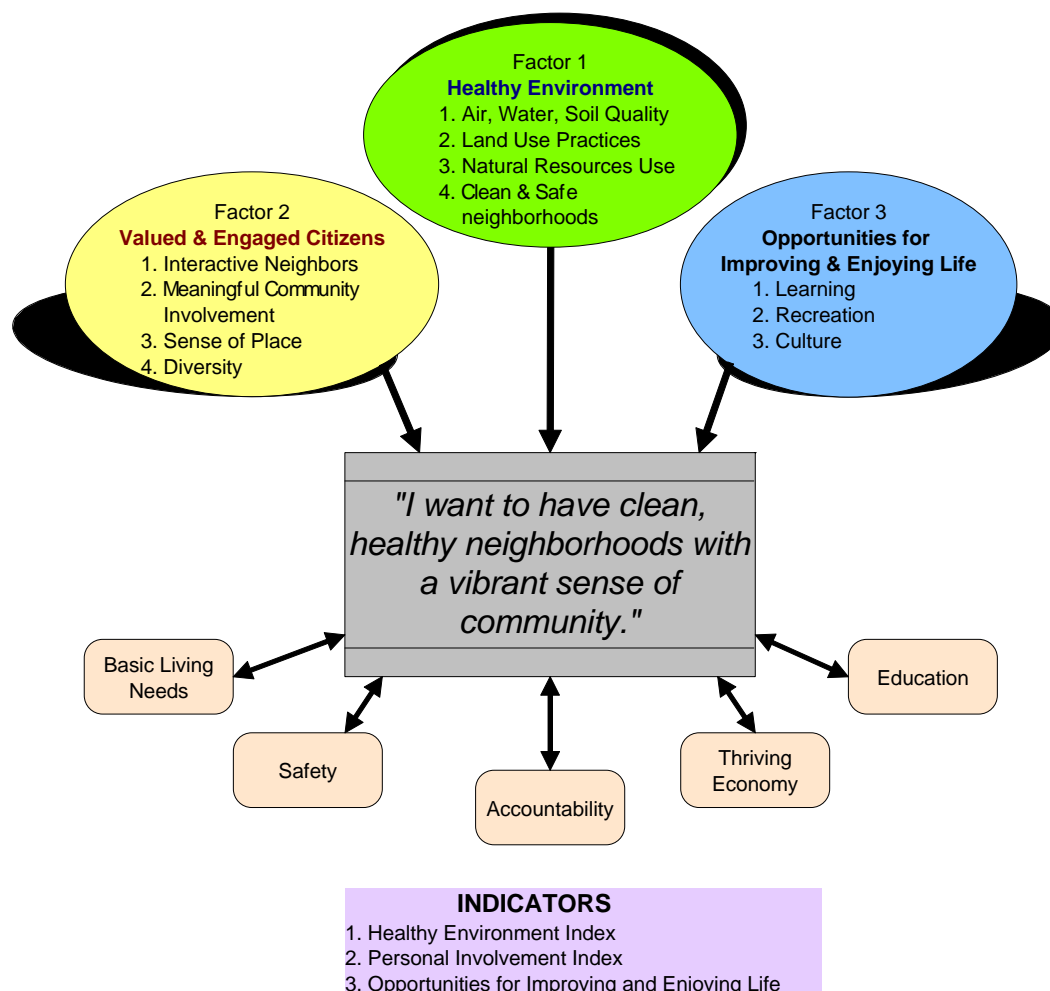 Factor 1
Healthy Environment
1. Air, Water, Soil Quality
2. Land Use Practices
3. Natural Resources Use
4. Clean & Safe
neighborhoods
Factor 2
Valued & Engaged Citizens
1. Interactive Neighbors
2. Meaningful Community
Involvement
3. Sense of Place
4. Diversity
Factor 3
Opportunities for
Improving & Enjoying Life
1. Learning
2. Recreation
3. Culture
"I want to have clean,
healthy neighborhoods with
a vibrant sense of
community."
Basic Living
Needs
Safety
Accountability
Thriving
Economy
Education
INDICATORS
1. Healthy Environment Index
2. Personal Involvement Index
3. Opportunities for Improving and Enjoying Life